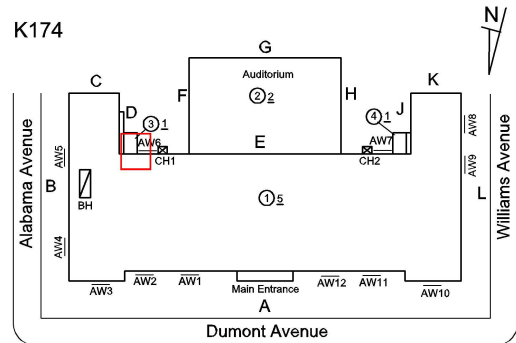 K174
N
G
C
K
Auditorium
F
② 2
H
D
③ 1
J
④ 1
AW6
AW7
AW8
E
CH1
CH2
AW5
AW9
Alabama Avenue
B
BH
① 5
L
Williams Avenue
AW4
AW3
AW2
AW1
Main Entrance
AW12
AW11
AW10
A
Dumont Avenue